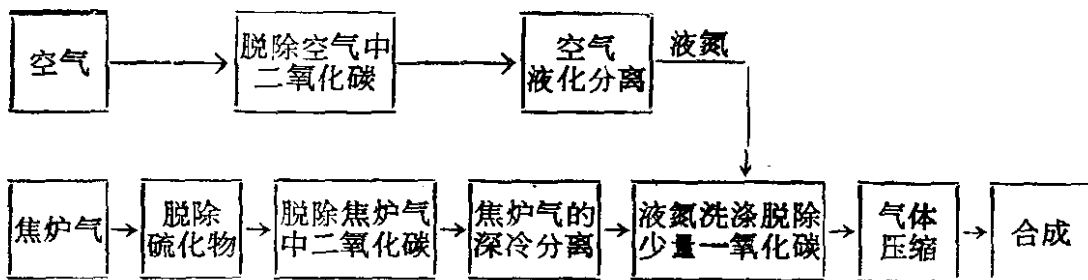 空气
脱除空气中
二氧化碳
空气
液化分离
液氮
焦炉气
脱除
硫化物
脱除焦炉气
中二氧化碳
焦炉气的
深冷分离
液氮洗涤脱除
少量一氧化碳
气体
压缩
合成